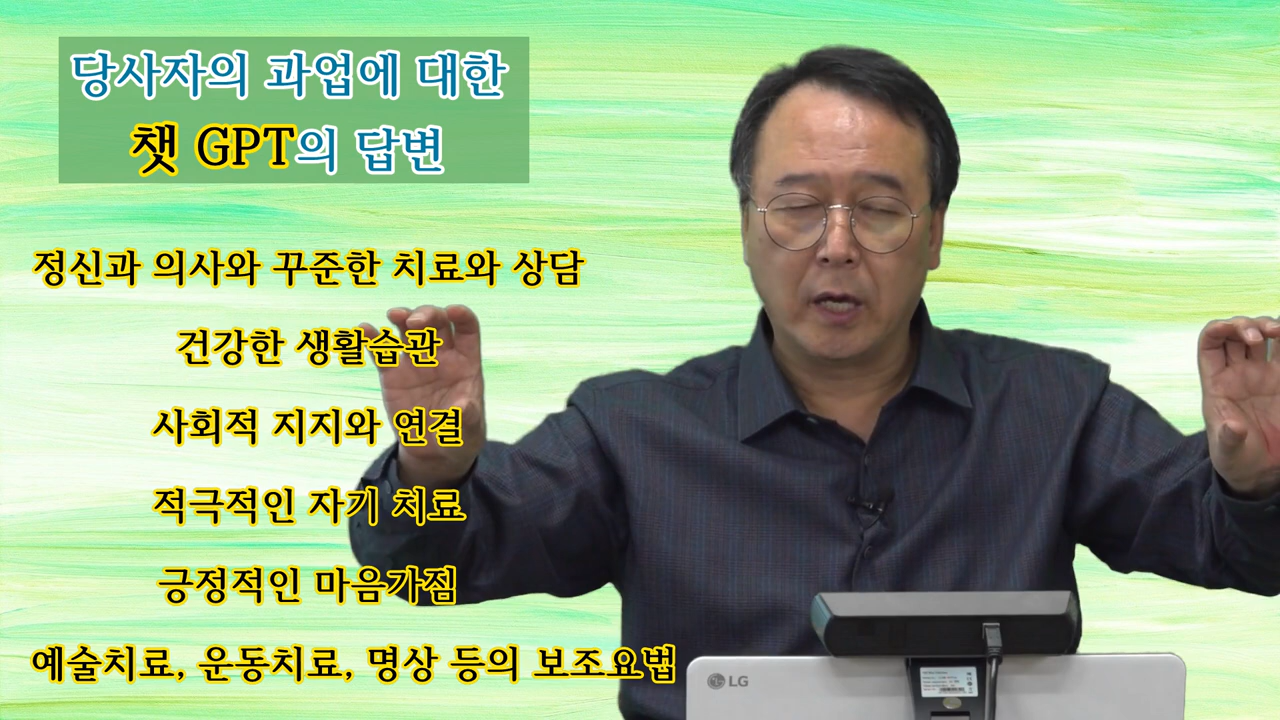 당사자의 과업에 대한
챗 GPT의 답변
정신과 의사와 꾸준한 치료와 상담
건강한 생활습관
사회적 지지와 연결
적극적인 자기 치료
긍정적인 마음가짐
예술치료, 운동치료, 명상 등의 보조요법
LG